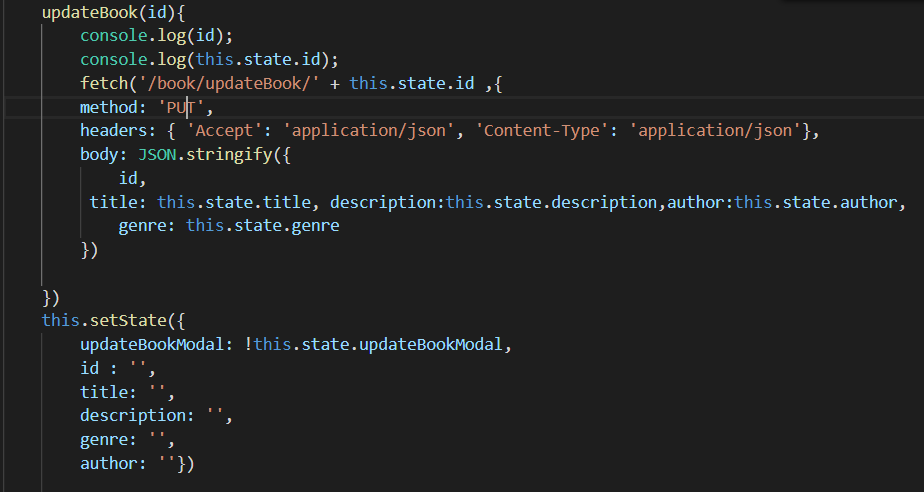 updateBook(id){
console.log(id);
console.log(this.state.id);
fetch('/book/updateBook/' + this.state.id ,{
method: 'PUT',
headers: { 'Accept': 'application/json', 'Content-Type': 'application/json'},
body: JSON.stringify({
id,
title: this.state.title, description:this.state.description,author:this.state.author,
genre: this.state.genre
})
})
this.setState({
updateBookModal: !this.state.updateBookModal,
id : '',
title: '',
description: '',
genre: '',
author: ''})